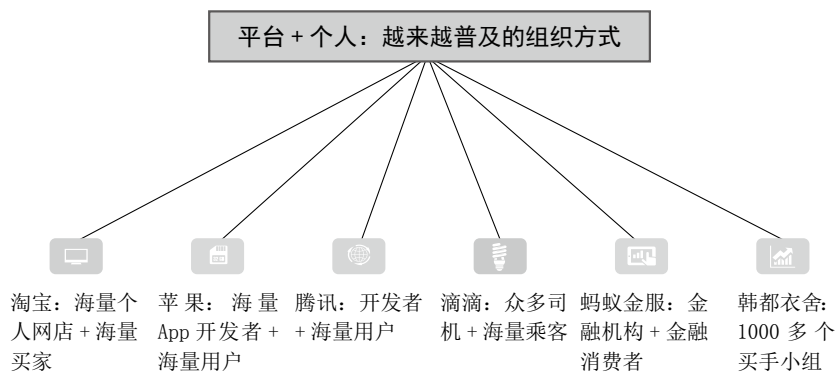 平台+个人：越来越普及的组织方式
淘宝：海量个
人网店+海量
买家
苹果：海量
App 开发者+
海量用户
腾讯：开发者
+海量用户
滴滴：众多司
机+海量乘客
蚂蚁金服：金
融机构+金融
消费者
韩都衣舍：
1000 多个
买手小组